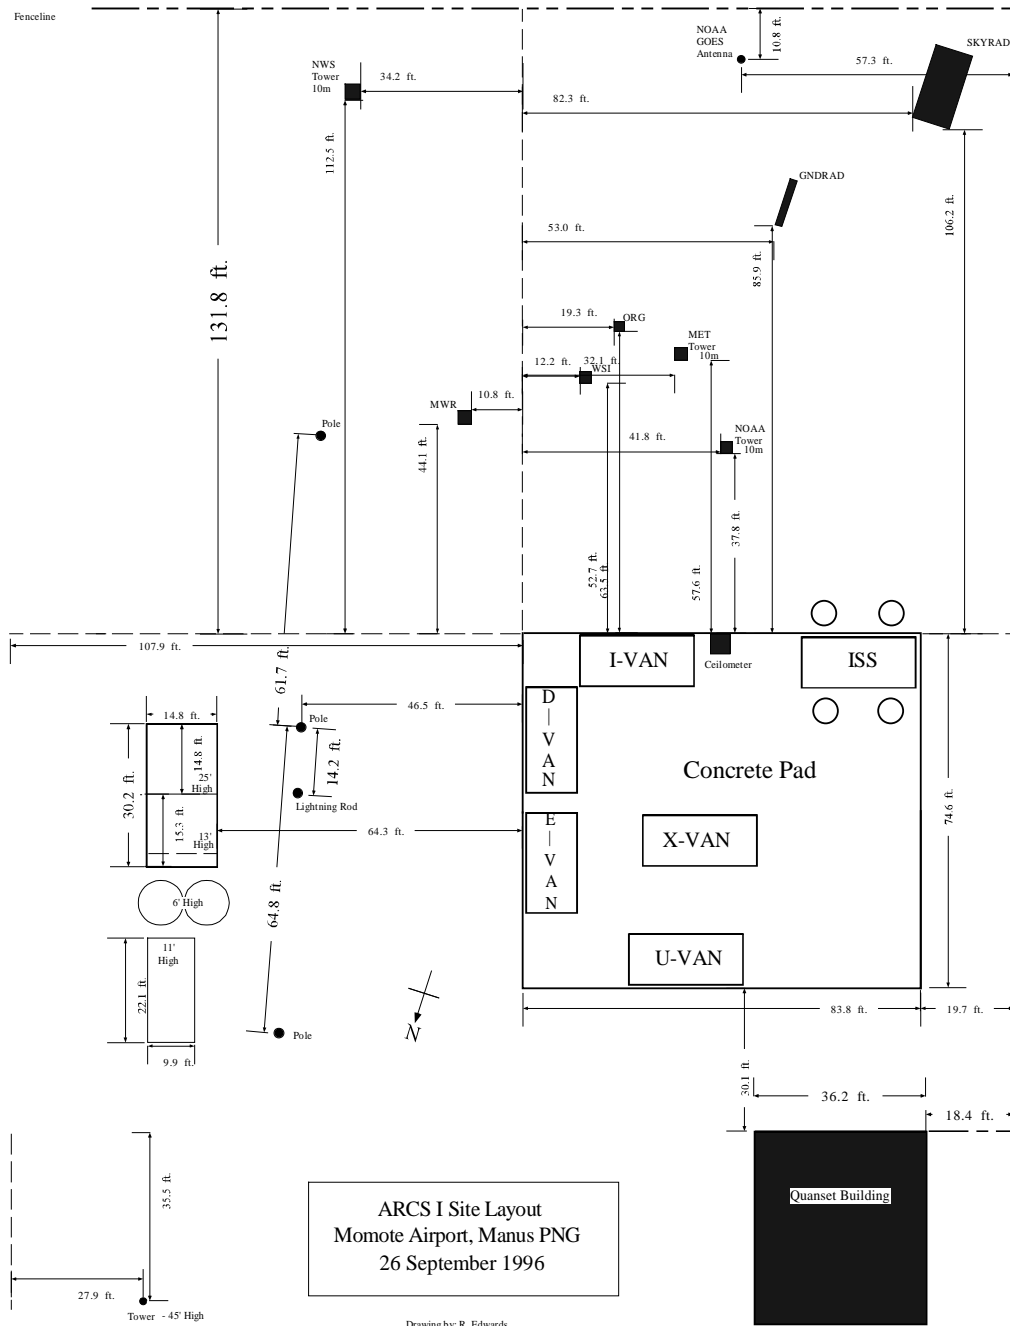 Fenceline
NOAA
GOES
Antenna
10.8 ft.
SKYRAD
57.3 ft.
NWS
Tower
10m
34.2 ft.
82.3 ft.
112.5 ft.
GNDRAD
106.2 ft.
53.0 ft.
85.9 ft.
131.8 ft.
19.3 ft.
ORG
MET
Tower
10m
12.2 ft.
32.1 ft.
WSI
10.8 ft.
MWR
Pole
41.8 ft.
NOAA
Tower
10m
44.1 ft.
37.8 ft.
52.7 ft.
63.5 ft.
57.6 ft.
107.9 ft.
I-VAN
Ceilometer
ISS
61.7 ft.
14.8 ft.
46.5 ft.
D-VAN
Pole
14.8 ft.
25'
High
30.2 ft.
14.2 ft.
Concrete Pad
Lightning Rod
15.3 ft.
13'
High
64.3 ft.
E-VAN
X-VAN
74.6 ft.
6' High
64.8 ft.
11'
High
U-VAN
22.1 ft.
N
83.8 ft.
19.7 ft.
Pole
9.9 ft.
30.1 ft.
36.2 ft.
18.4 ft.
35.5 ft.
Quanset Building
ARCS I Site Layout
Momote Airport, Manus PNG
26 September 1996
27.9 ft.
Tower - 45' High
Drawing by: R. Edwards